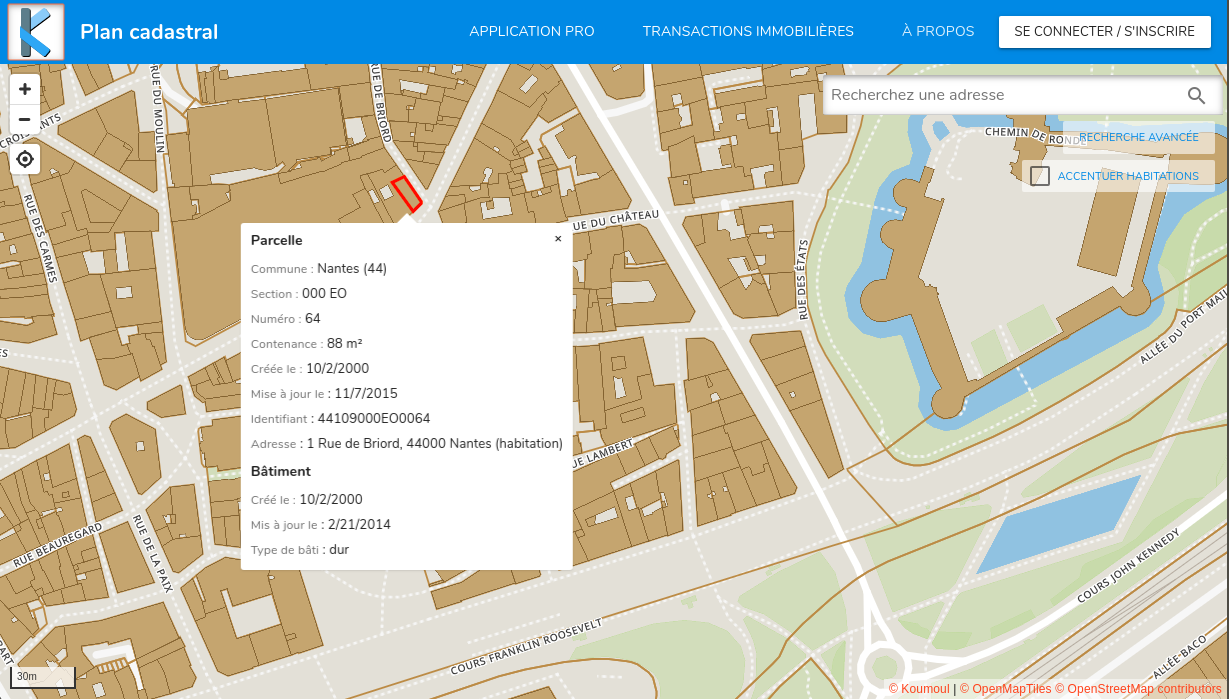 Plan cadastral
APPLICATION PRO
TRANSACTIONS IMMOBILIÈRES
À PROPOS
SE CONNECTER / S'INSCRIRE
+
−
Recherchez une adresse
RECHERCHE AVANCÉE
ACCENTUER HABITATIONS
RUE DU MOULIN
RUE DE BRIORD
RUE DES CARMES
UE DU CHÂTEAU
RUE DES ÉTATS
CHEMIN DE RONDE
ALLÉE DU PORT MAIL
Parcelle
×
Commune : Nantes (44)
Section : 000 EO
Numéro : 64
Contenance : 88 m²
Créée le : 10/2/2000
Mise à jour le : 11/7/2015
Identifiant : 44109000EO0064
Adresse : 1 Rue de Briord, 44000 Nantes (habitation)
Bâtiment
Créé le : 10/2/2000
Mis à jour le : 2/21/2014
Type de bâti : dur
UE LAMBERT
RUE BEAUREGARD
RUE DE LA PAIX
COURS FRANKLIN ROOSEVELT
COURS JOHN KENNEDY
ALLÉE-BACO
30m
© Koumoul | © OpenMapTiles © OpenStreetMap contributors